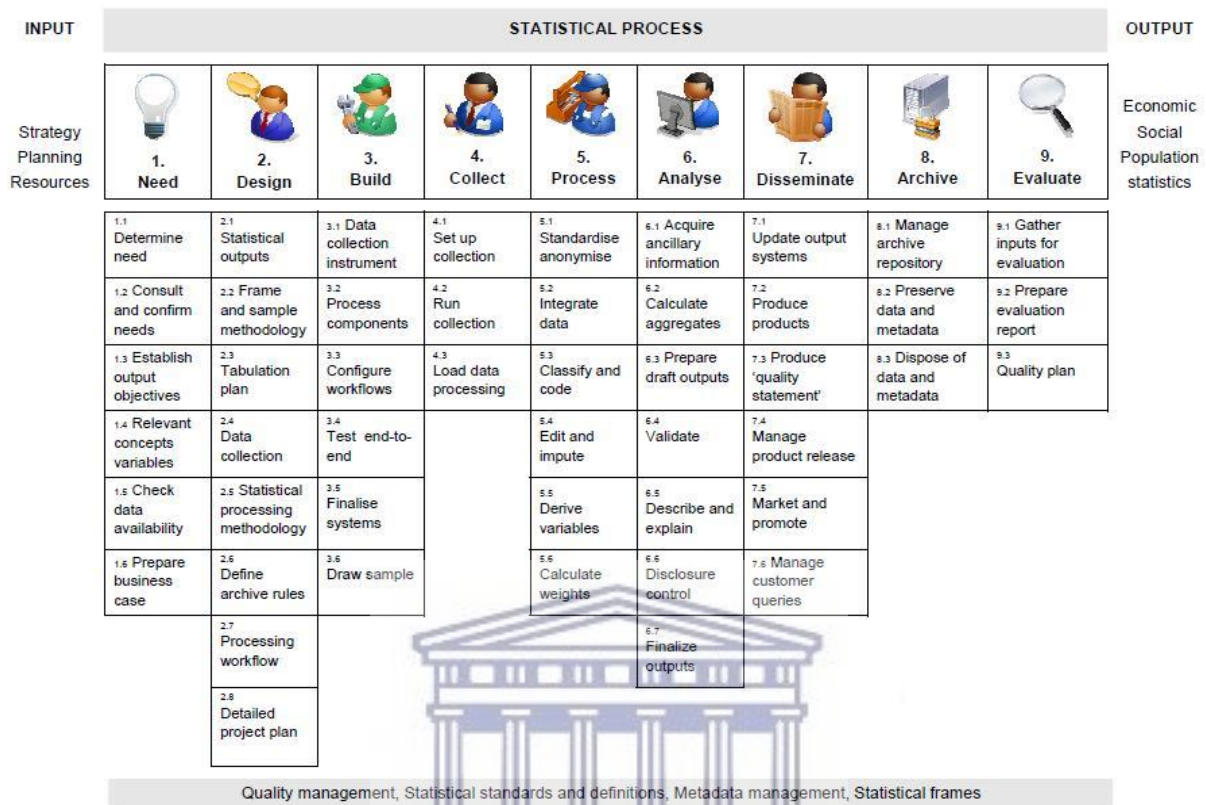 INPUT
STATISTICAL PROCESS
OUTPUT
Strategy
Planning
Resources
1.
Need
2.
Design
3.
Build
4.
Collect
5.
Process
6.
Analyse
7.
Disseminate
8.
Archive
9.
Evaluate
Economic
Social
Population
statistics
1.1
Determine
need
1.2 Consult
and confirm
needs
1.3 Establish
output
objectives
1.4 Relevant
concepts
variables
1.5 Check
data
availability
1.6 Prepare
business
case
2.1
Statistical
outputs
2.2 Frame
and sample
methodology
2.3
Tabulation
plan
2.4
Data
collection
2.5 Statistical
processing
methodology
2.6
Define
archive rules
2.7
Processing
workflow
2.8
Detailed
project plan
3.1 Data
collection
instrument
3.2
Process
components
3.3
Configure
workflows
3.4
Test end-to-
end
3.5
Finalise
systems
3.6
Draw sample
4.1
Set up
collection
4.2
Run
collection
4.3
Load data
processing
5.1
Standardise
anonymise
5.2
Integrate
data
5.3
Classify and
code
5.4
Edit and
impute
5.5
Derive
variables
5.6
Calculate
weights
6.1 Acquire
ancillary
information
6.2
Calculate
aggregates
6.3 Prepare
draft outputs
6.4
Validate
6.5
Describe and
explain
6.6
Disclosure
control
6.7
Finalize
outputs
7.1
Update output
systems
7.2
Produce
products
7.3 Produce
‘quality
statement’
7.4
Manage
product release
7.5
Market and
promote
7.6 Manage
customer
queries
8.1 Manage
archive
repository
8.2 Preserve
data and
metadata
8.3 Dispose of
data and
metadata
9.1 Gather
inputs for
evaluation
9.2 Prepare
evaluation
report
9.3
Quality plan
Quality management, Statistical standards and definitions, Metadata management, Statistical frames